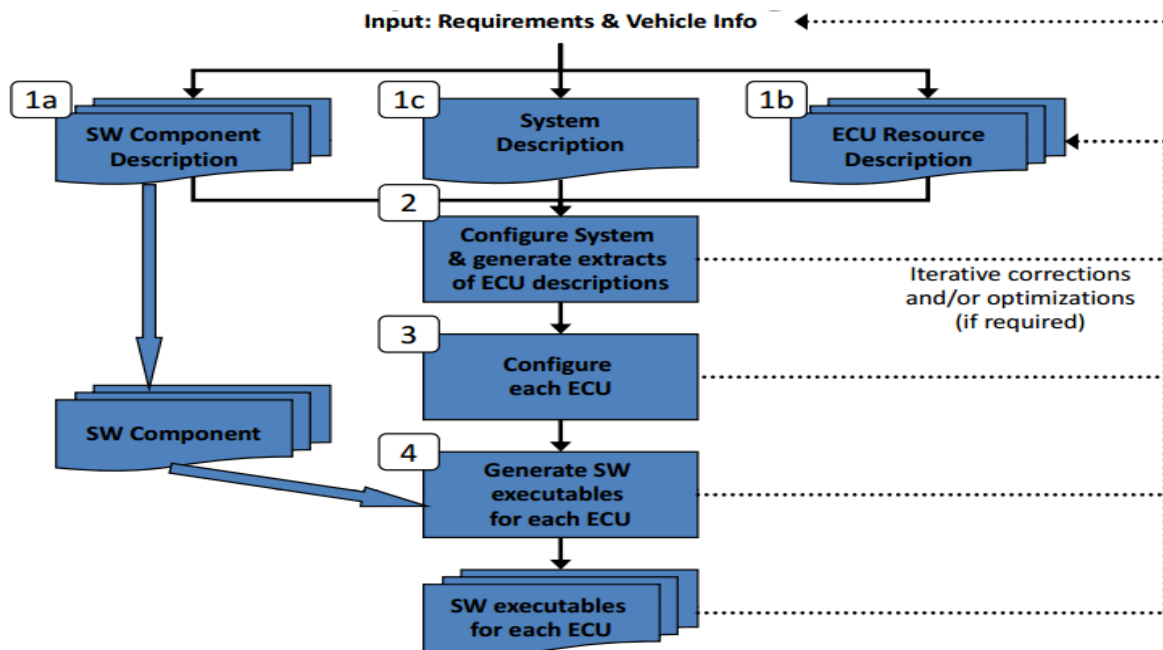 Input: Requirements & Vehicle Info
1a
SW Component
Description
1c
System
Description
1b
ECU Resource
Description
2
Configure System
& generate extracts
of ECU descriptions
Iterative corrections
and/or optimizations
(if required)
3
Configure
each ECU
SW Component
4
Generate SW
executables
for each ECU
SW executables
for each ECU